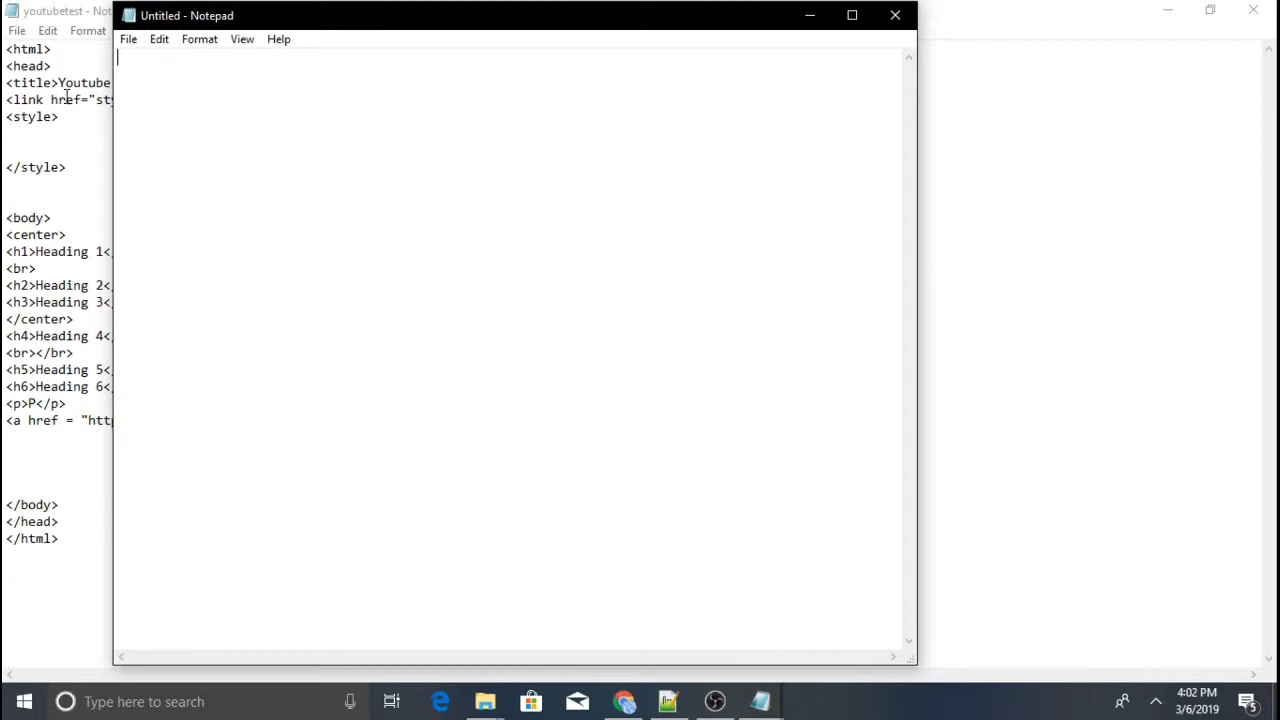 youtubetest - Not
File Edit Format
<html>
<head>
<title>Youtube
<link href="sty
<style>
</style>
<body>
<center>
<h1>Heading 1<
<br>
<h2>Heading 2<
<h3>Heading 3<
</center>
<h4>Heading 4<
<br></br>
<h5>Heading 5<
<h6>Heading 6<
<p>P</p>
<a href = "http
</body>
</head>
</html>
Untitled - Notepad
File Edit Format View Help
Type here to search
4:02 PM
3/6/2019
5